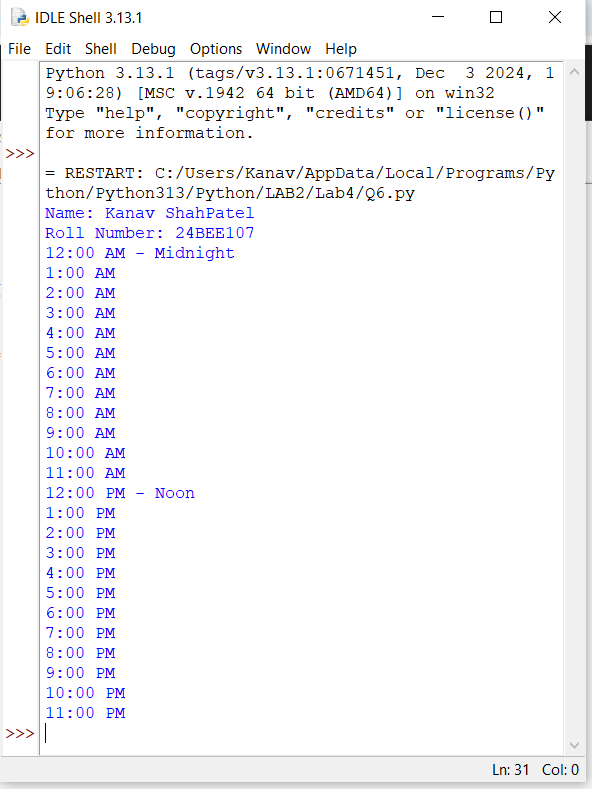 IDLE Shell 3.13.1
File Edit Shell Debug Options Window Help
Python 3.13.1 (tags/v3.13.1:0671451, Dec  3 2024, 1
9:06:28) [MSC v.1942 64 bit (AMD64)] on win32
Type "help", "copyright", "credits" or "license()"
for more information.
>>>
= RESTART: C:/Users/Kanav/AppData/Local/Programs/Py
thon/Python313/Python/LAB2/Lab4/Q6.py
Name: Kanav ShahPatel
Roll Number: 24BEE107
12:00 AM - Midnight
1:00 AM
2:00 AM
3:00 AM
4:00 AM
5:00 AM
6:00 AM
7:00 AM
8:00 AM
9:00 AM
10:00 AM
11:00 AM
12:00 PM - Noon
1:00 PM
2:00 PM
3:00 PM
4:00 PM
5:00 PM
6:00 PM
7:00 PM
8:00 PM
9:00 PM
10:00 PM
11:00 PM
>>>
Ln: 31 Col: 0